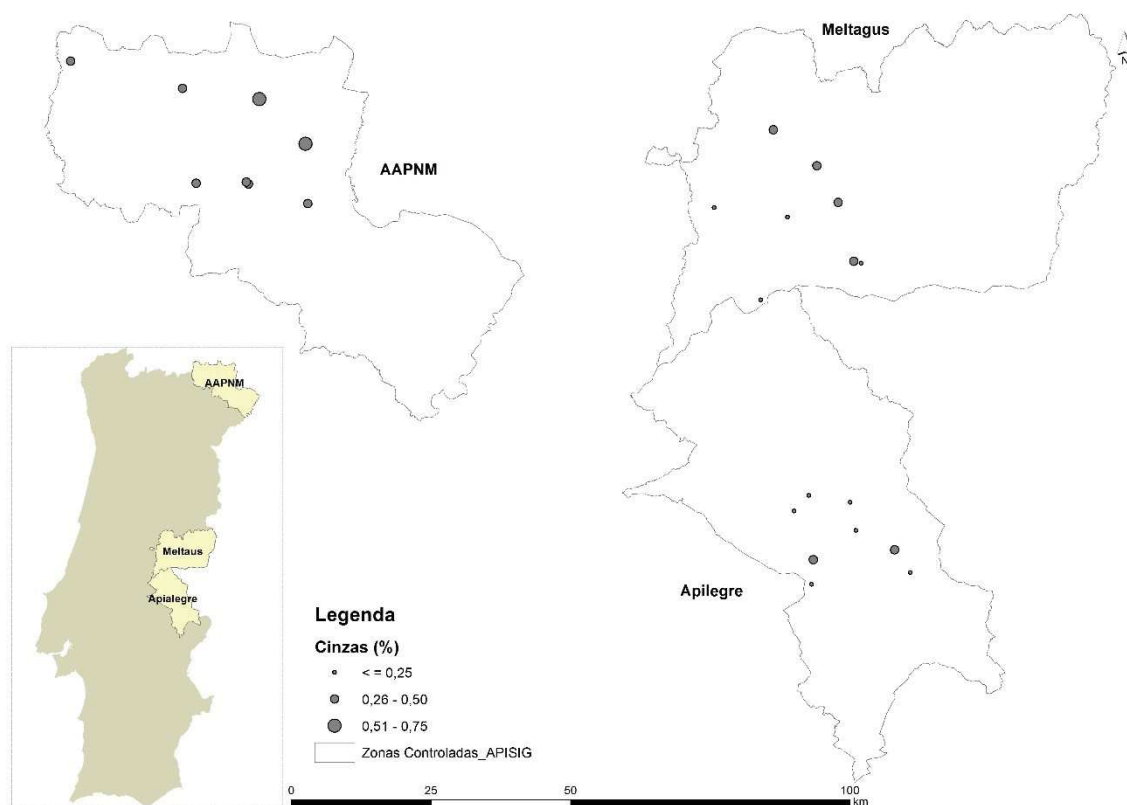 Meltagus
N
AAPNM
AAPNM
Meltaus
Apialegre
Apilegre
Legenda
Cinzas (%)
< = 0,25
0,26 - 0,50
0,51 - 0,75
Zonas Controladas_APISIG
0 25 50 100
km